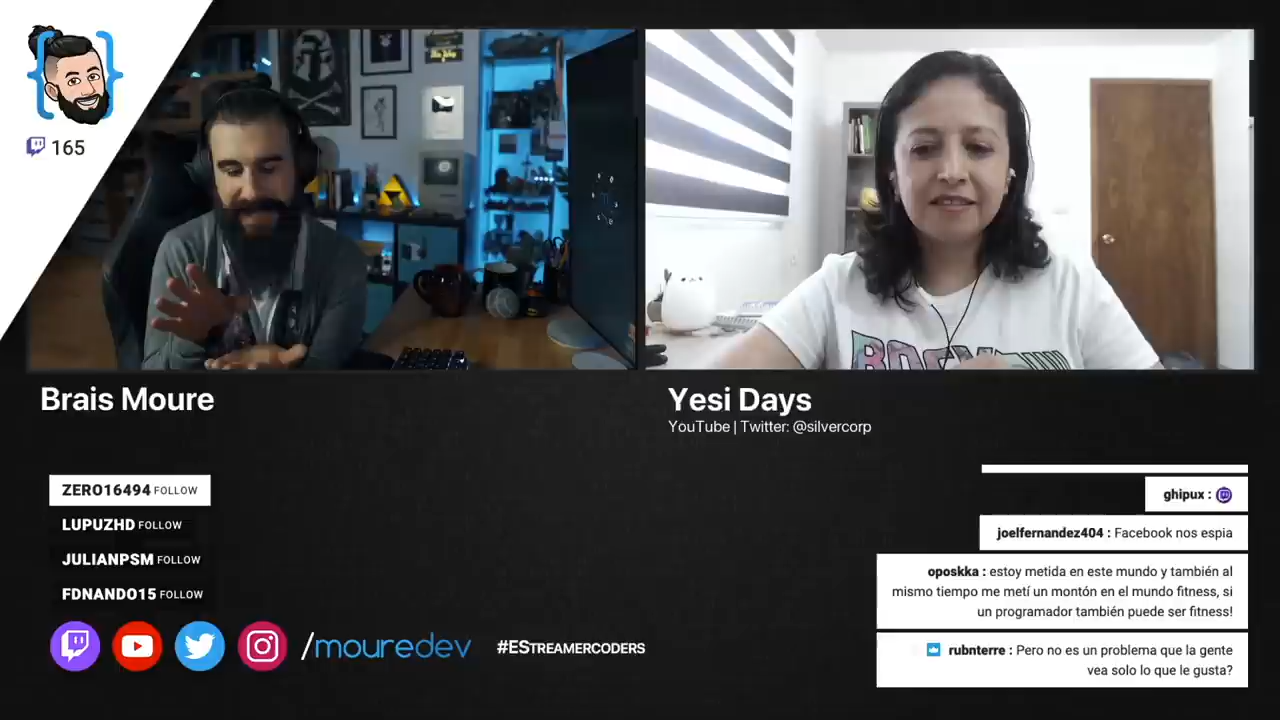 165
Brais Moure
Yesi Days
YouTube | Twitter: @silvercorp
ZERO16494 FOLLOW
LUPUZHD FOLLOW
JULIANPSM FOLLOW
FDNANDO15 FOLLOW
/mouredev
#ESTREAMERCODERS
ghipux :
joelfernandez404 : Facebook nos espia
oposkka : estoy metida en este mundo y también al
mismo tiempo me metí un montón en el mundo fitness, si
un programador también puede ser fitness!
rubnterre : Pero no es un problema que la gente
vea solo lo que le gusta?